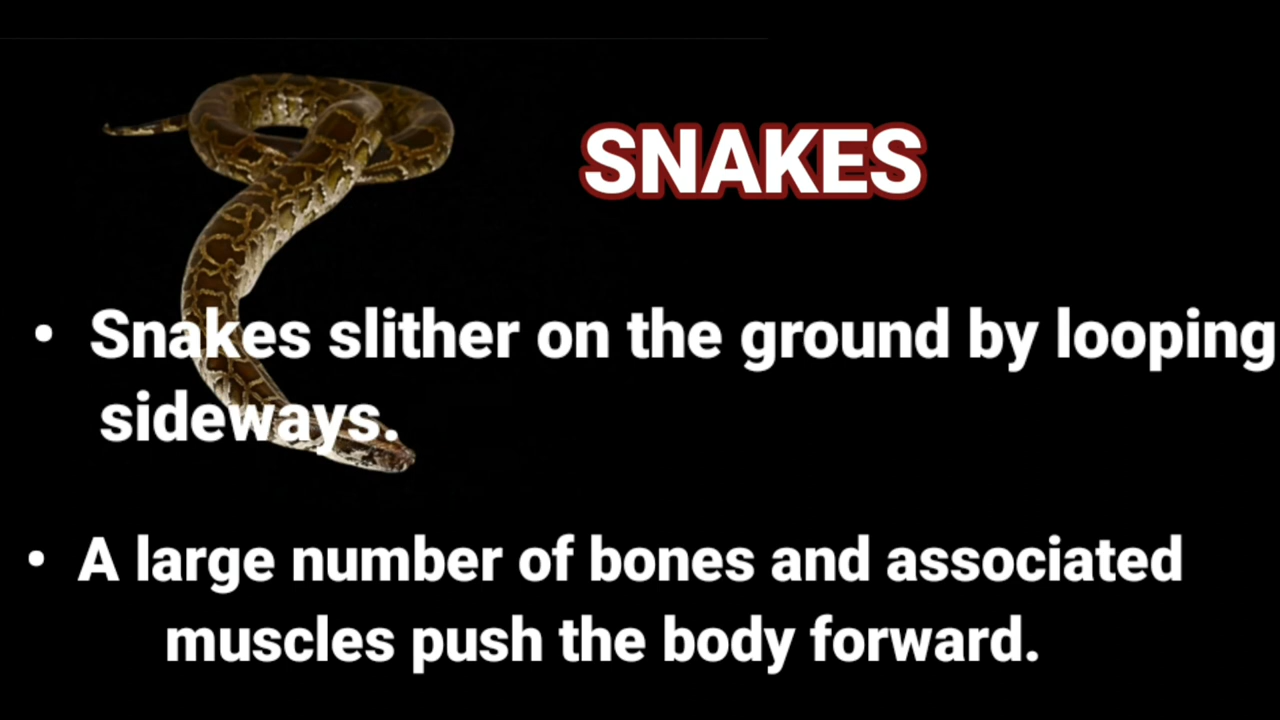 SNAKES
• Snakes slither on the ground by looping
sideways.
• A large number of bones and associated
muscles push the body forward.